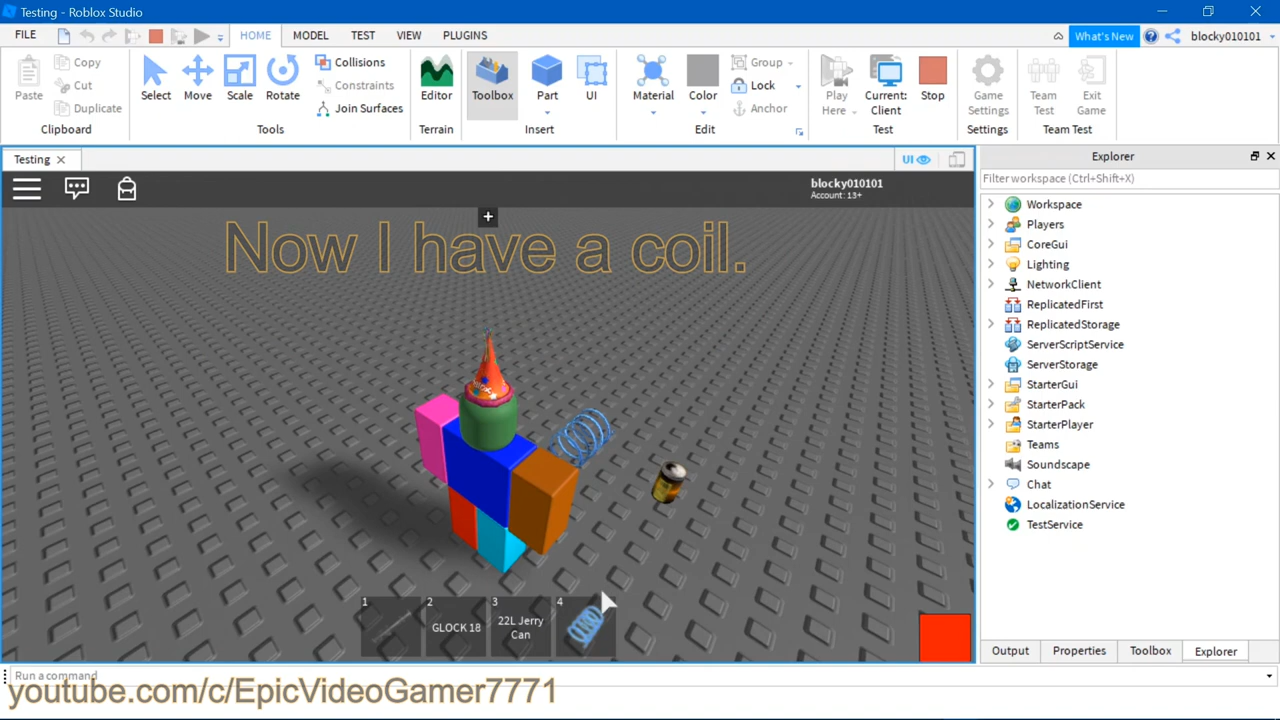 Testing - Roblox Studio
FILE HOME MODEL TEST VIEW PLUGINS What's New blocky010101
Paste Copy Cut Duplicate Clipboard
Select Move Scale Rotate Collisions Constraints Join Surfaces Tools
Editor Terrain
Toolbox Part UI Insert
Material Color Group Lock Anchor Edit
Play Here Current: Client Stop Test
Game Settings Settings
Team Test Exit Game Team Test
Testing
UI
blocky010101
Account: 13+
Now I have a coil.
1
2 GLOCK 18
3 22L Jerry Can
4
Explorer
Filter workspace (Ctrl+Shift+X)
Workspace
Players
CoreGui
Lighting
NetworkClient
ReplicatedFirst
ReplicatedStorage
ServerScriptService
ServerStorage
StarterGui
StarterPack
StarterPlayer
Teams
Soundscape
Chat
LocalizationService
TestService
Output Properties Toolbox Explorer
Run a command
youtube.com/c/EpicVideoGamer7771